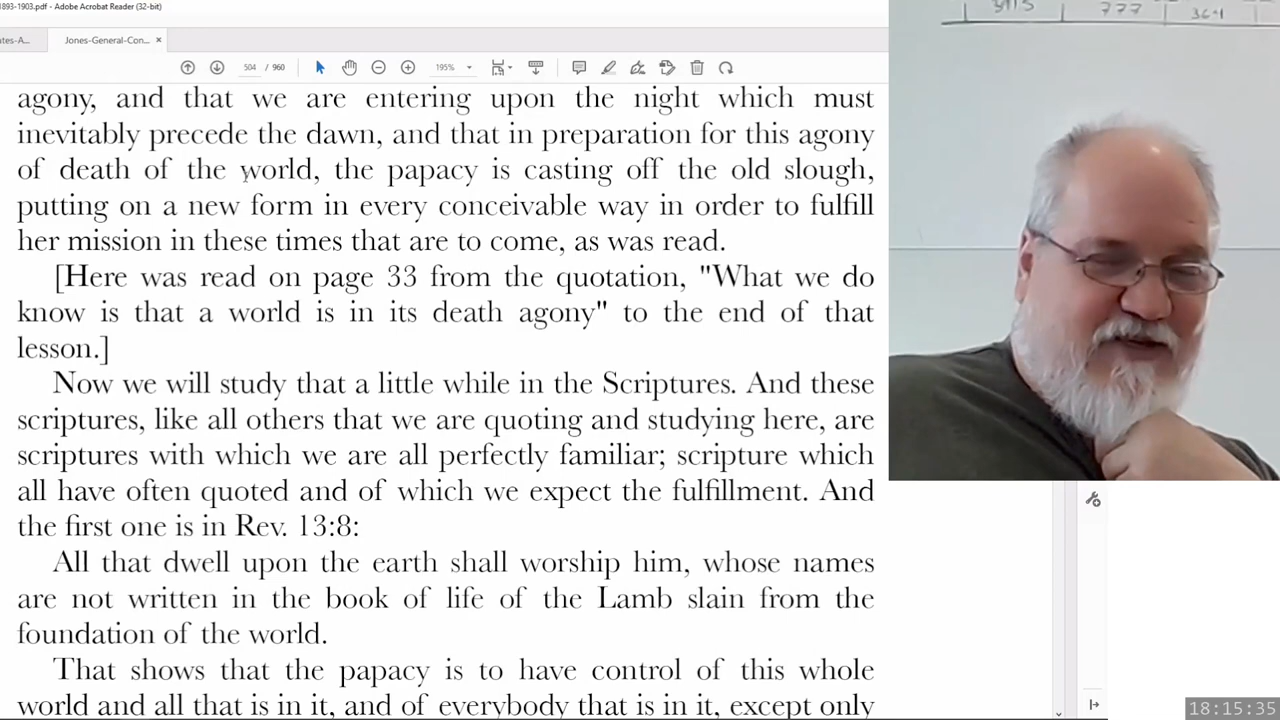 1893-1903.pdf - Adobe Acrobat Reader (32-bit)
tes-A...
Jones-General-Con...
504 / 960
195%
agony, and that we are entering upon the night which must
inevitably precede the dawn, and that in preparation for this agony
of death of the world, the papacy is casting off the old slough,
putting on a new form in every conceivable way in order to fulfill
her mission in these times that are to come, as was read.
[Here was read on page 33 from the quotation, "What we do
know is that a world is in its death agony" to the end of that
lesson.]
Now we will study that a little while in the Scriptures. And these
scriptures, like all others that we are quoting and studying here, are
scriptures with which we are all perfectly familiar; scripture which
all have often quoted and of which we expect the fulfillment. And
the first one is in Rev. 13:8:
All that dwell upon the earth shall worship him, whose names
are not written in the book of life of the Lamb slain from the
foundation of the world.
That shows that the papacy is to have control of this whole
world and all that is in it, and of everybody that is in it, except only
777
18:15:35